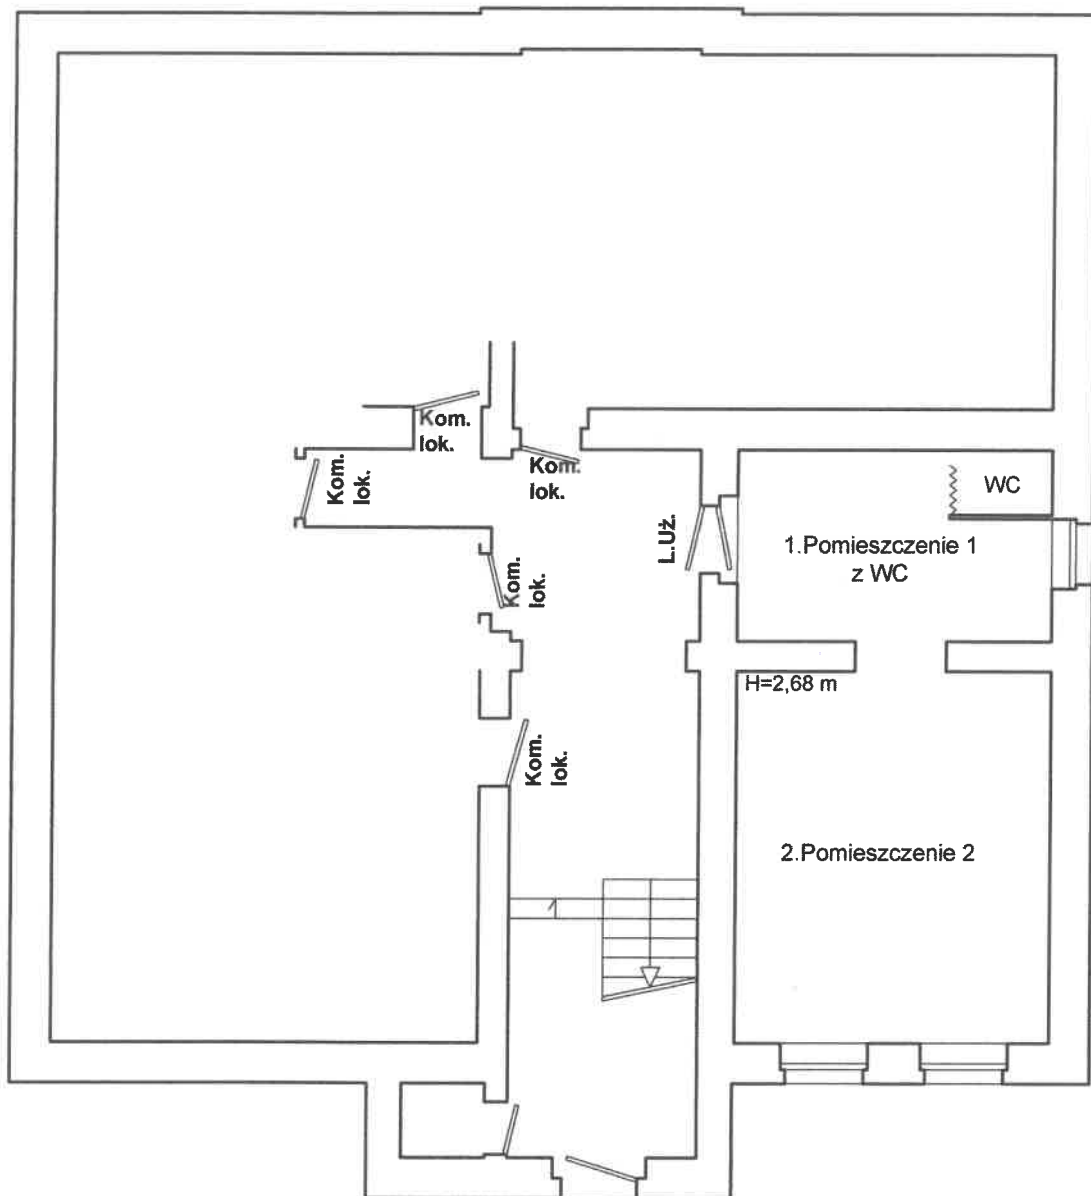 Kom.
lok.
Kom.
lok.
Kom.
lok.
WC
L.Uż.
1.Pomieszczenie 1
z WC
Kom.
lok.
H=2,68 m
Kom.
lok.
2.Pomieszczenie 2